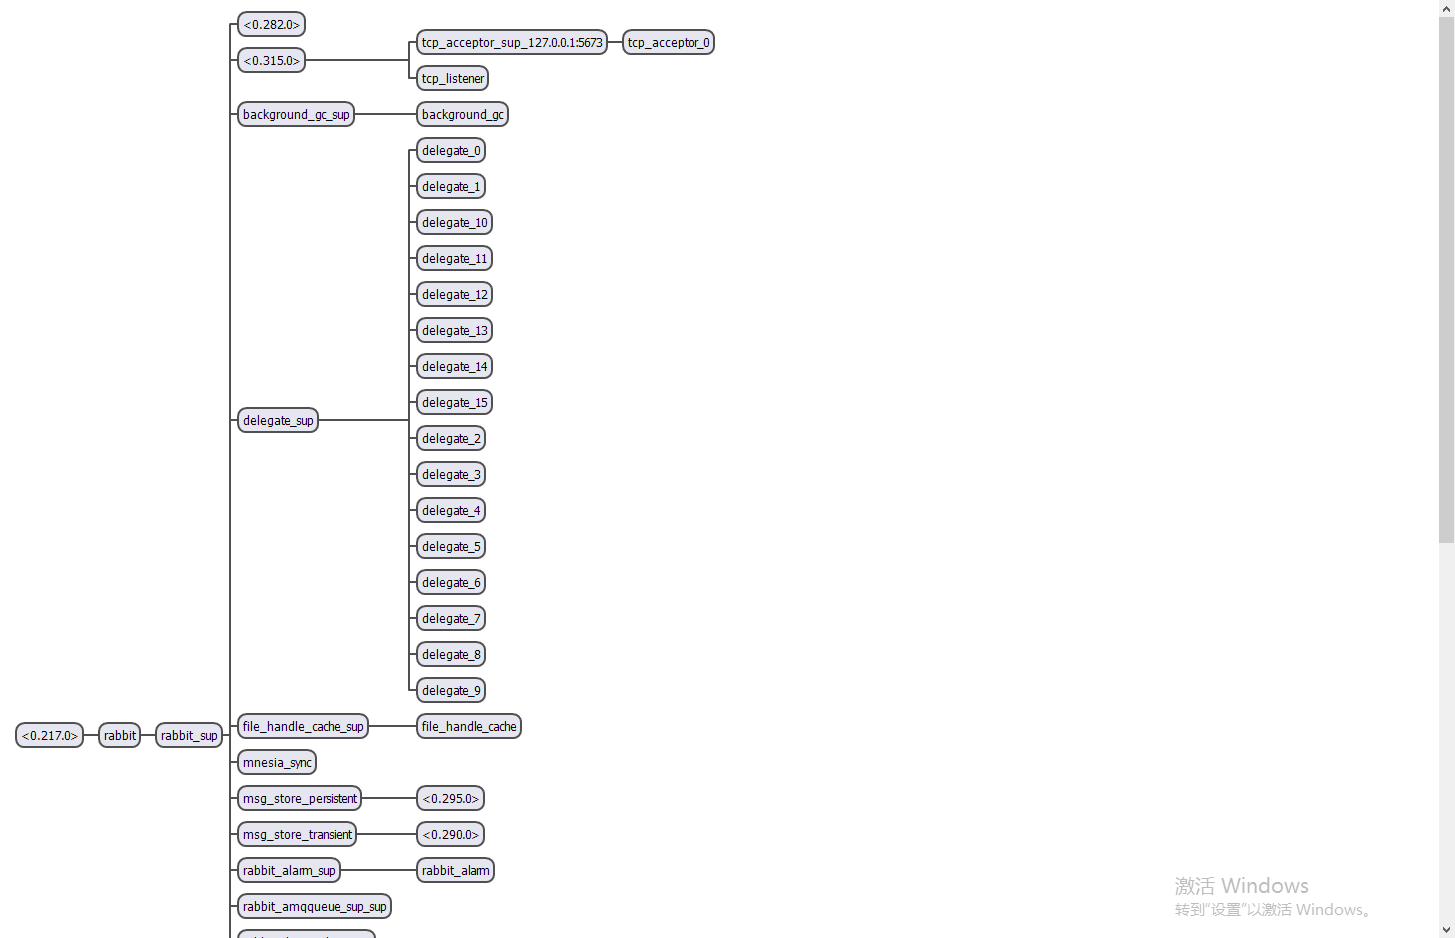 <0.282.0>
<0.315.0>
tcp_acceptor_sup_127.0.0.1:5673
tcp_acceptor_0
tcp_listener
background_gc_sup
background_gc
delegate_0
delegate_1
delegate_10
delegate_11
delegate_12
delegate_13
delegate_14
delegate_15
delegate_sup
delegate_2
delegate_3
delegate_4
delegate_5
delegate_6
delegate_7
delegate_8
delegate_9
<0.217.0>
rabbit
rabbit_sup
file_handle_cache_sup
file_handle_cache
mnesia_sync
msg_store_persistent
<0.295.0>
msg_store_transient
<0.290.0>
rabbit_alarm_sup
rabbit_alarm
rabbit_amqqueue_sup_sup
激活 Windows
转到“设置”以激活 Windows。